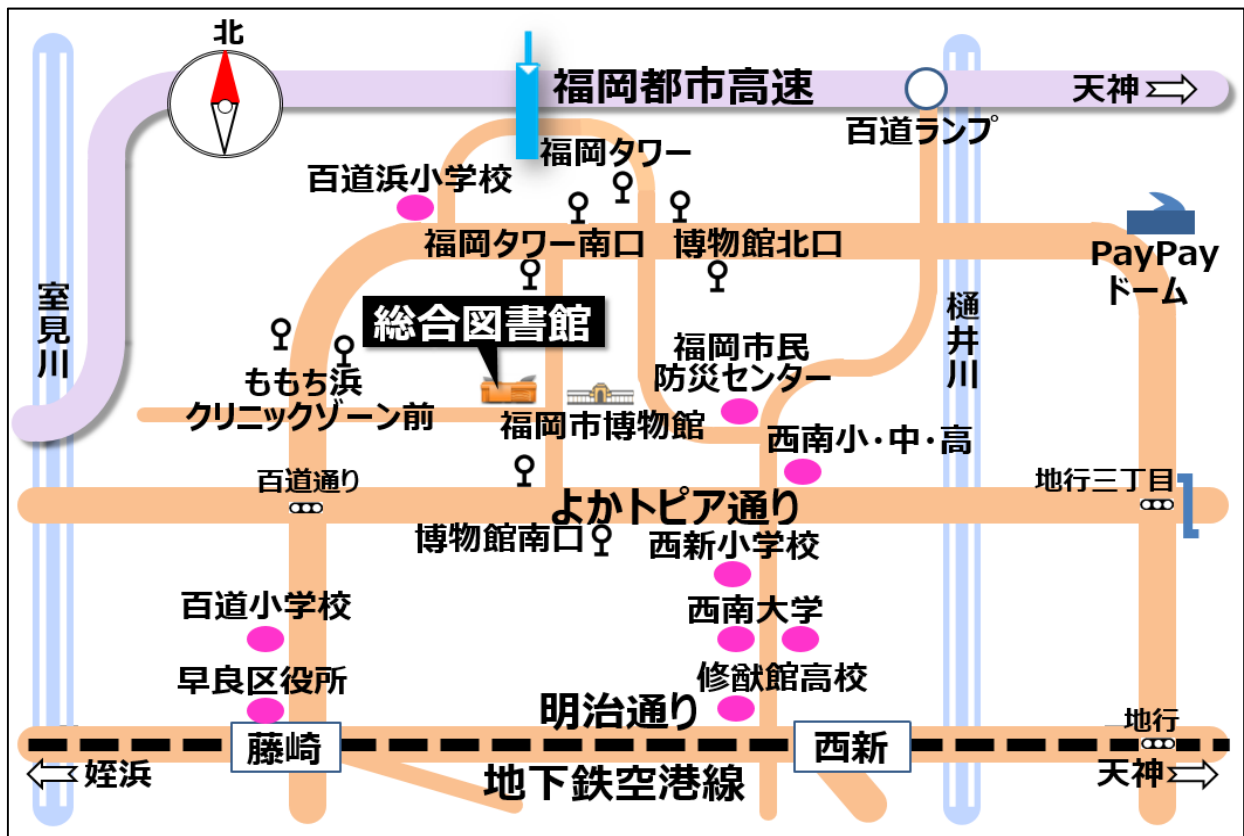 北
福岡都市高速
天神
百道ランプ
福岡タワー
百道浜小学校
福岡タワー南口
博物館北口
PayPay
ドーム
室見川
樋井川
総合図書館
福岡市民
防災センター
ももち浜
クリニックゾーン前
福岡市博物館
西南小・中・高
百道通り
地行三丁目
よかトピア通り
博物館南口
西新小学校
百道小学校
西南大学
早良区役所
修猷館高校
明治通り
地行
藤崎
西新
姪浜
地下鉄空港線
天神